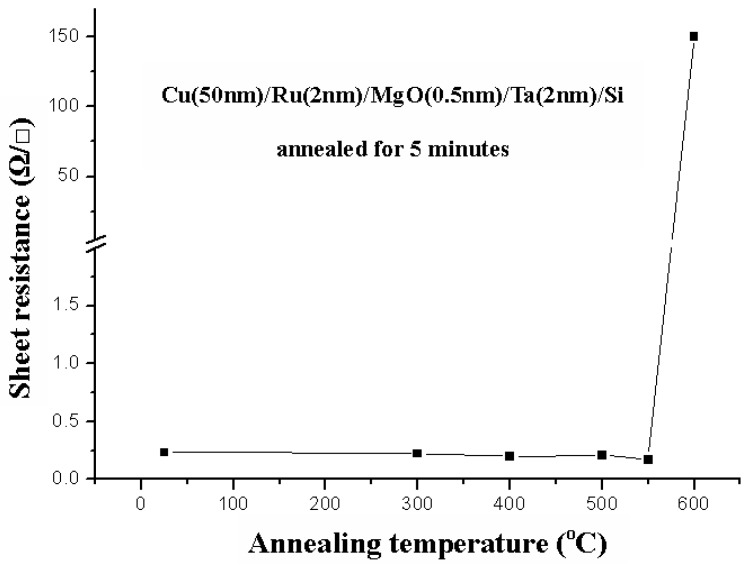 150
100
50
1.5
1.0
0.5
0.0
Sheet resistance (Ω/□)
Cu(50nm)/Ru(2nm)/MgO(0.5nm)/Ta(2nm)/Si
annealed for 5 minutes
0 100 200 300 400 500 600
Annealing temperature (°C)